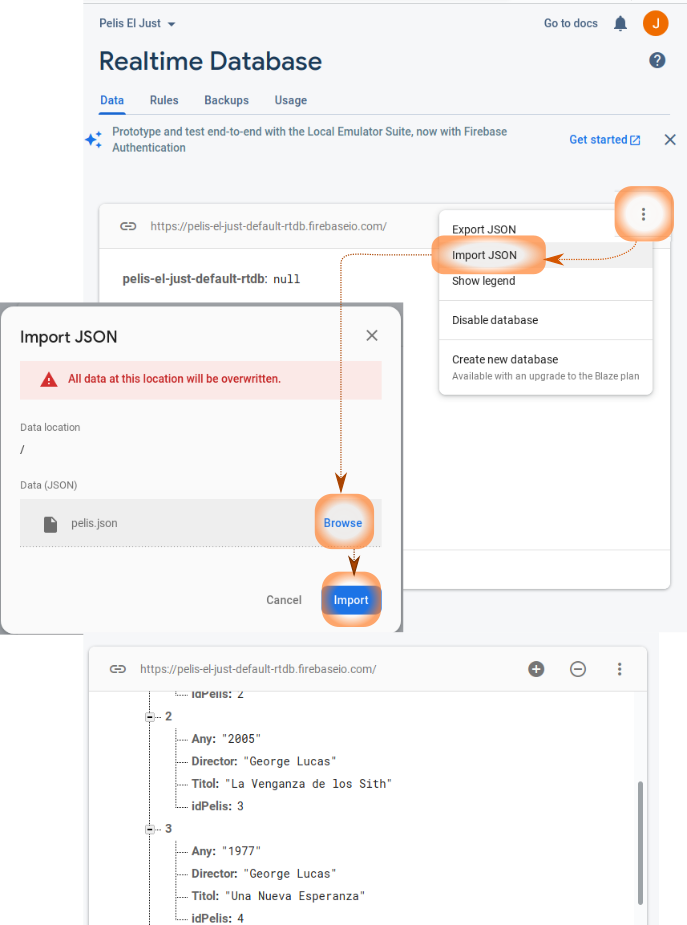 Pelis El Just
Go to docs
J
Realtime Database
?
Data Rules Backups Usage
Prototype and test end-to-end with the Local Emulator Suite, now with Firebase
Authentication
Get started
https://pelis-el-just-default-rtdb.firebaseio.com/
pelis-el-just-default-rtdb: null
Export JSON
Import JSON
Show legend
Disable database
Create new database
Available with an upgrade to the Blaze plan
Import JSON
All data at this location will be overwritten.
Data location
/
Data (JSON)
pelis.json
Browse
Cancel
Import
https://pelis-el-just-default-rtdb.firebaseio.com/
idPelis: 2
2
Any: "2005"
Director: "George Lucas"
Titol: "La Venganza de los Sith"
idPelis: 3
3
Any: "1977"
Director: "George Lucas"
Titol: "Una Nueva Esperanza"
idPelis: 4